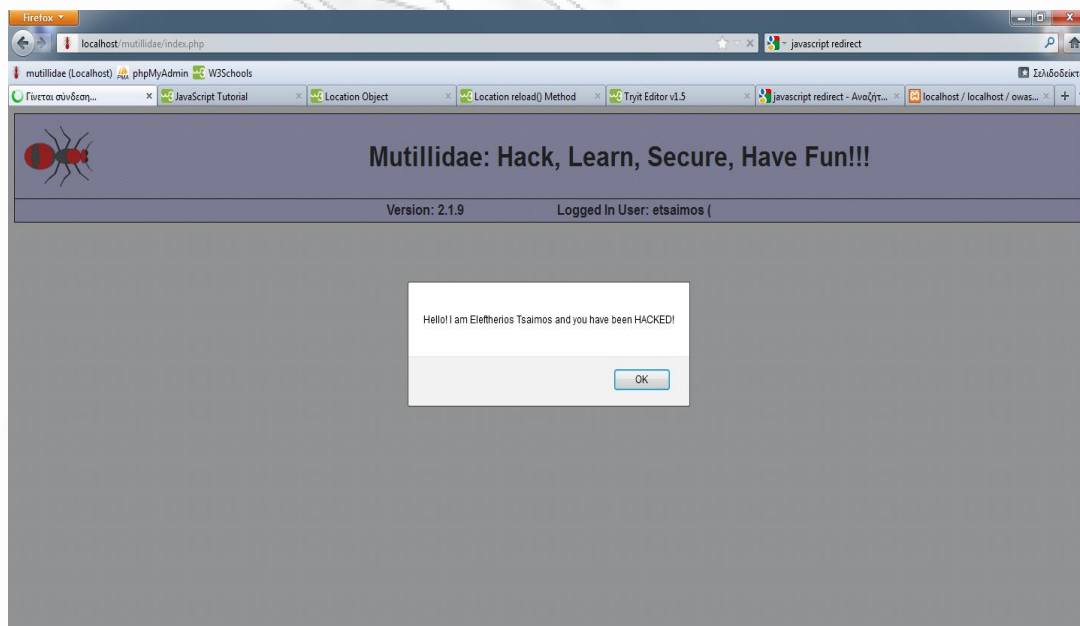 Firefox
localhost/mutillidae/index.php
javascript redirect
mutillidae (Localhost) phpMyAdmin W3Schools
Γίνεται σύνδεση... JavaScript Tutorial Location Object Location reload() Method Tryit Editor v1.5 javascript redirect - Αναζήτ... localhost / localhost / owas...
Mutillidae: Hack, Learn, Secure, Have Fun!!!
Version: 2.1.9 Logged In User: etsaimos (
Hello! I am Eleftherios Tsaimos and you have been HACKED!
OK